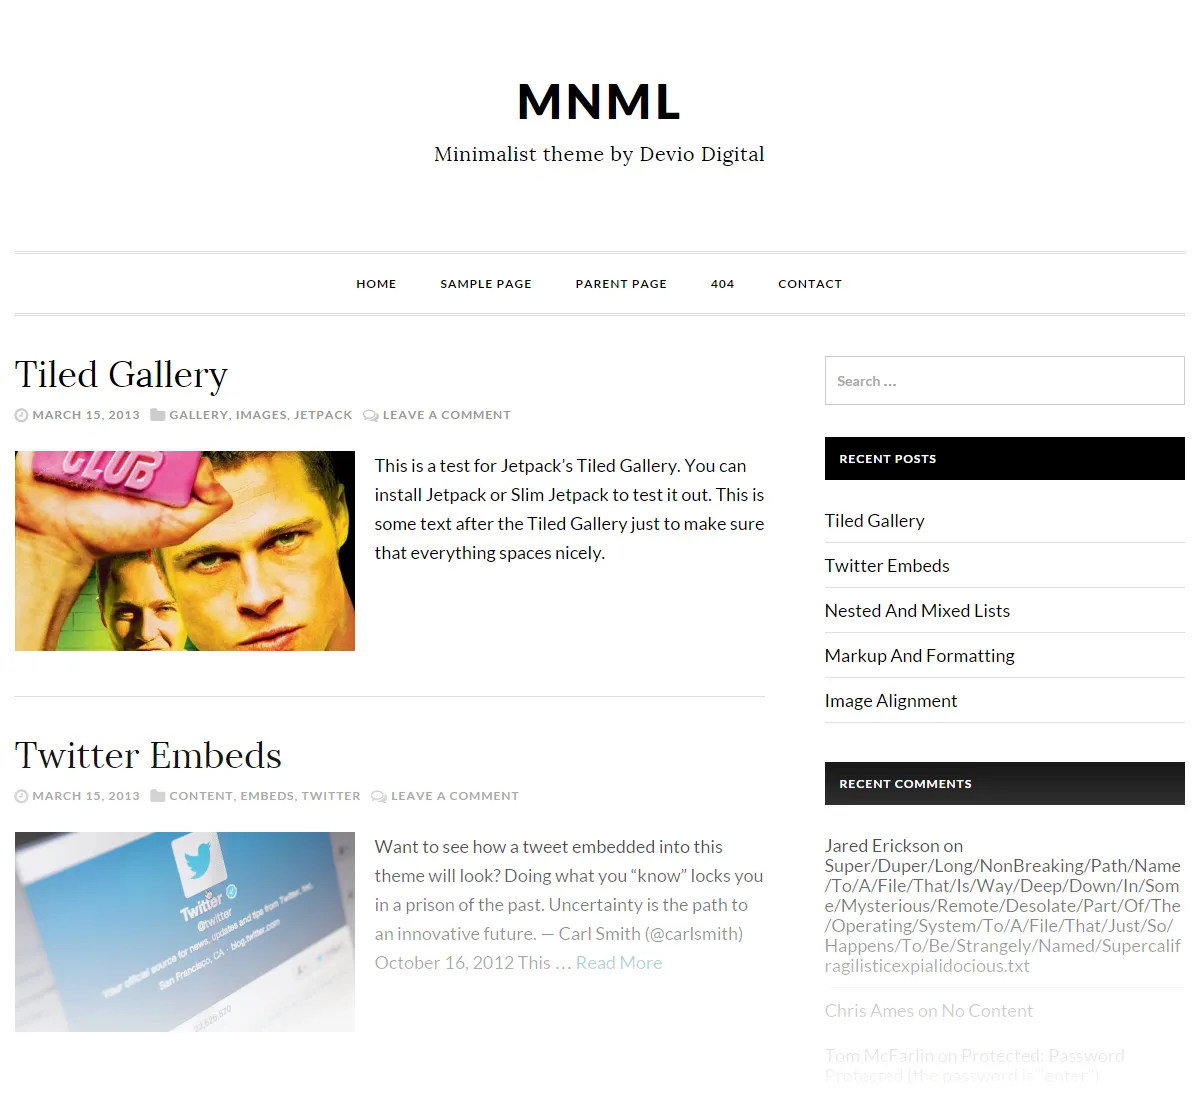 MNML
Minimalist theme by Devio Digital
HOME SAMPLE PAGE PARENT PAGE 404 CONTACT
Tiled Gallery
MARCH 15, 2013 GALLERY, IMAGES, JETPACK LEAVE A COMMENT
CLUB
This is a test for Jetpack’s Tiled Gallery. You can
install Jetpack or Slim Jetpack to test it out. This is
some text after the Tiled Gallery just to make sure
that everything spaces nicely.
Twitter Embeds
MARCH 15, 2013 CONTENT, EMBEDS, TWITTER LEAVE A COMMENT
Twitter
@twitter
Your official source for news, updates and tips from Twitter, Inc.
San Francisco, CA · blog.twitter.com
Want to see how a tweet embedded into this
theme will look? Doing what you “know” locks you
in a prison of the past. Uncertainty is the path to
an innovative future. — Carl Smith (@carlsmith)
October 16, 2012 This … Read More
Search …
RECENT POSTS
Tiled Gallery
Twitter Embeds
Nested And Mixed Lists
Markup And Formatting
Image Alignment
RECENT COMMENTS
Jared Erickson on
Super/Duper/Long/NonBreaking/Path/Name
/To/A/File/That/Is/Way/Deep/Down/In/Som
e/Mysterious/Remote/Desolate/Part/Of/The
/Operating/System/To/A/File/That/Just/So/
Happens/To/Be/Strangely/Named/Supercalif
ragilisticexpialidocious.txt
Chris Ames on No Content
Tom McFarlin on Protected: Password
Protected (the password is "enter")